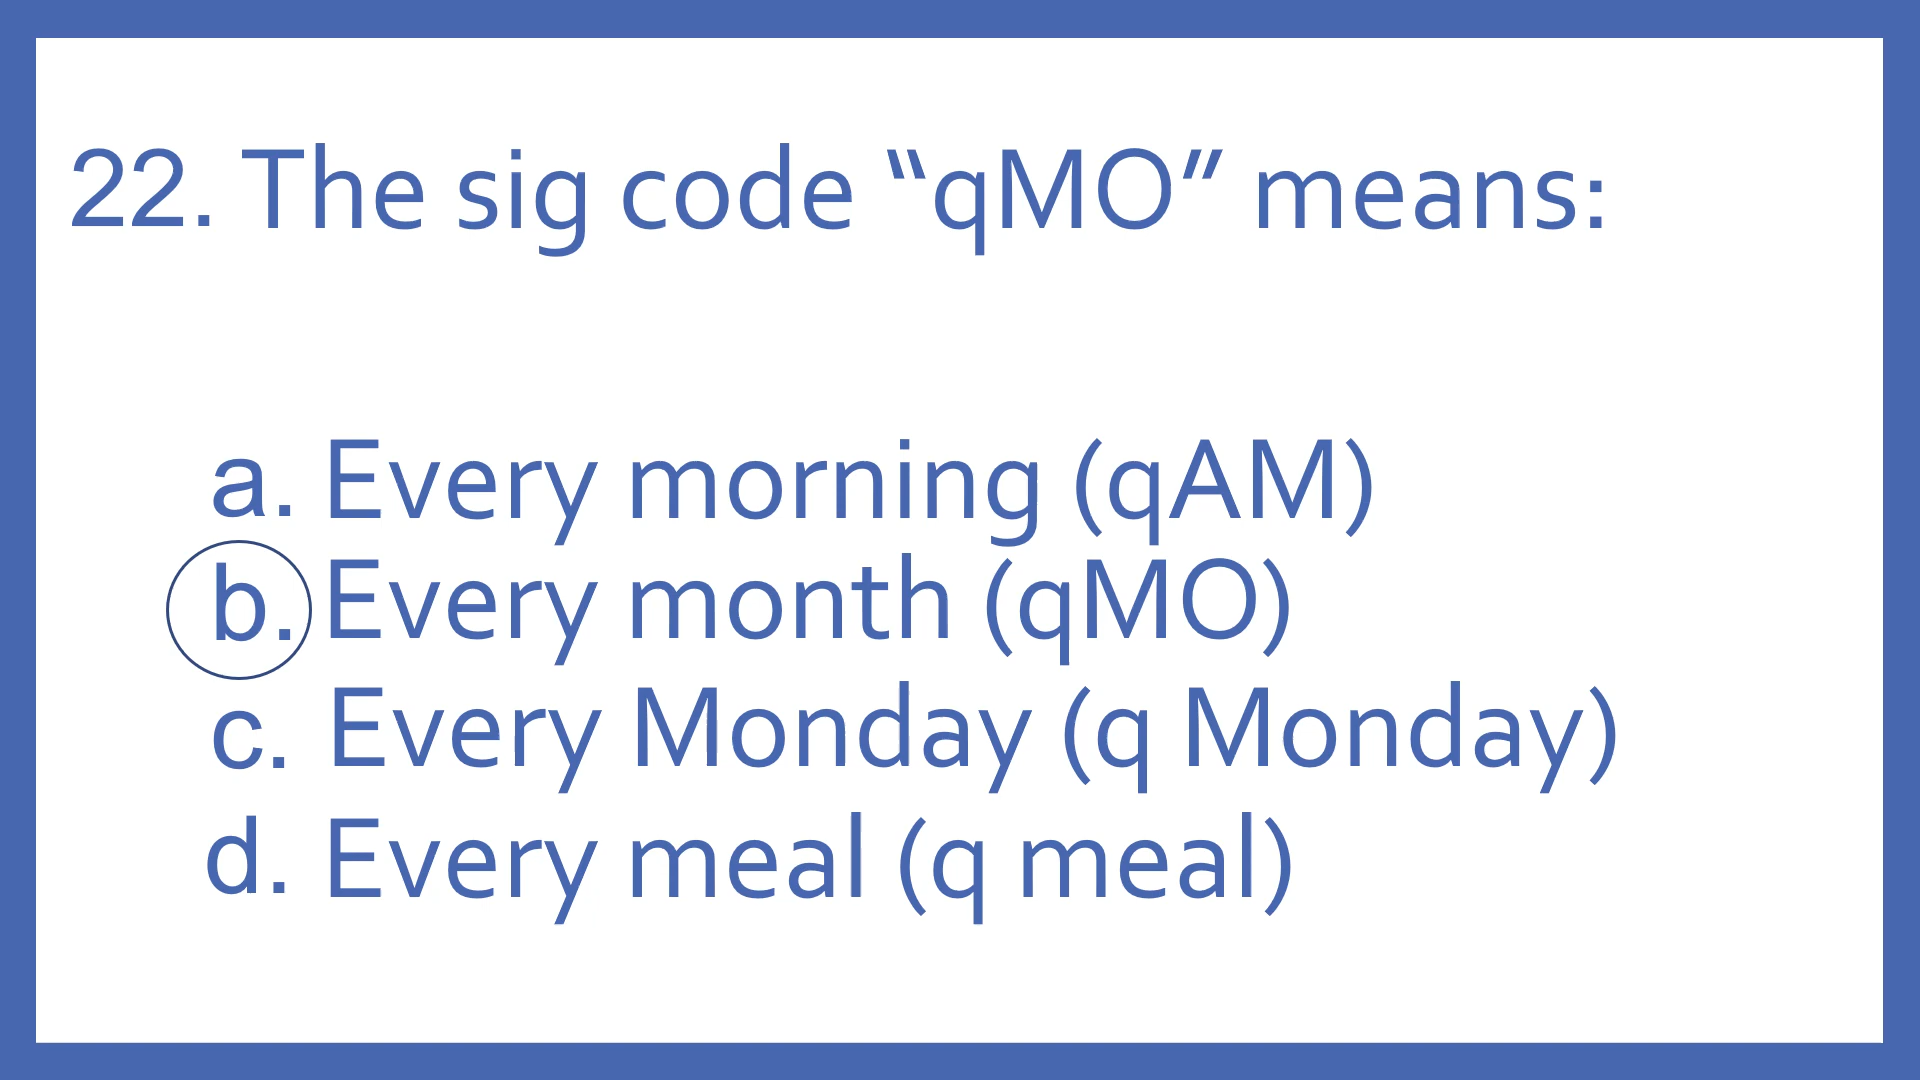 22. The sig code “qMO” means:
a. Every morning (qAM)
b. Every month (qMO)
c. Every Monday (q Monday)
d. Every meal (q meal)